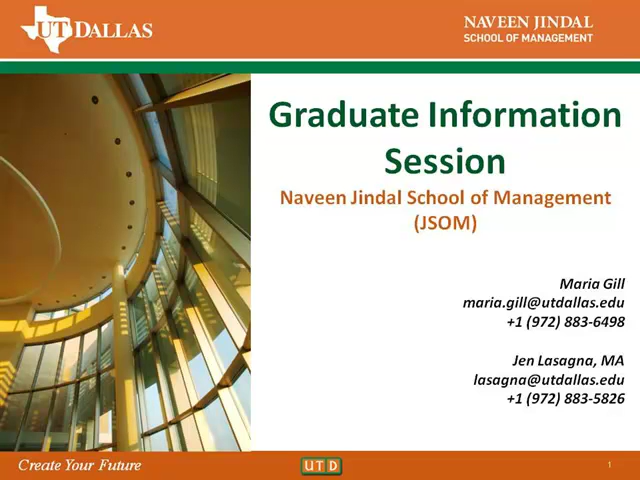 UT DALLAS
NAVEEN JINDAL
SCHOOL OF MANAGEMENT
Graduate Information
Session
Naveen Jindal School of Management
(JSOM)
Maria Gill
maria.gill@utdallas.edu
+1 (972) 883-6498
Jen Lasagna, MA
lasagna@utdallas.edu
+1 (972) 883-5826
Create Your Future
UTD
1